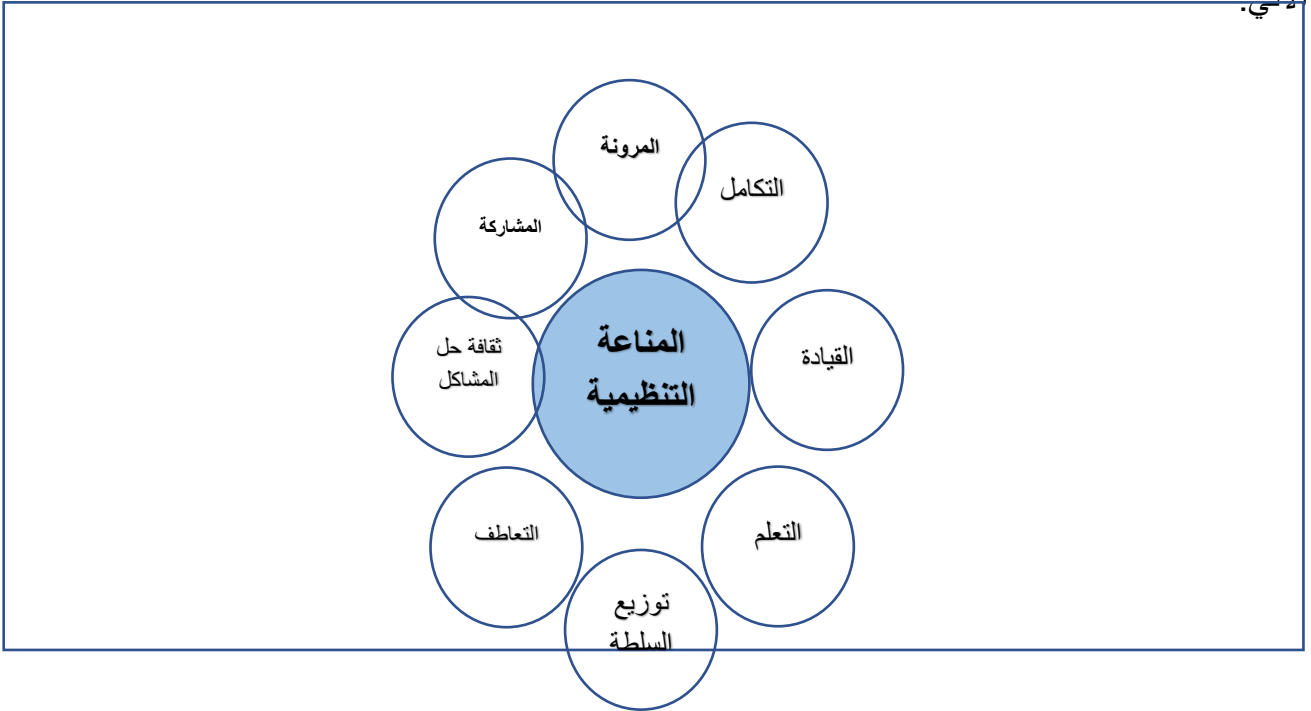 المرونة
التكامل
المشاركة
المناعة
التنظيمية
القيادة
ثقافة حل
المشاكل
التعلم
التعاطف
توزيع
السلطة